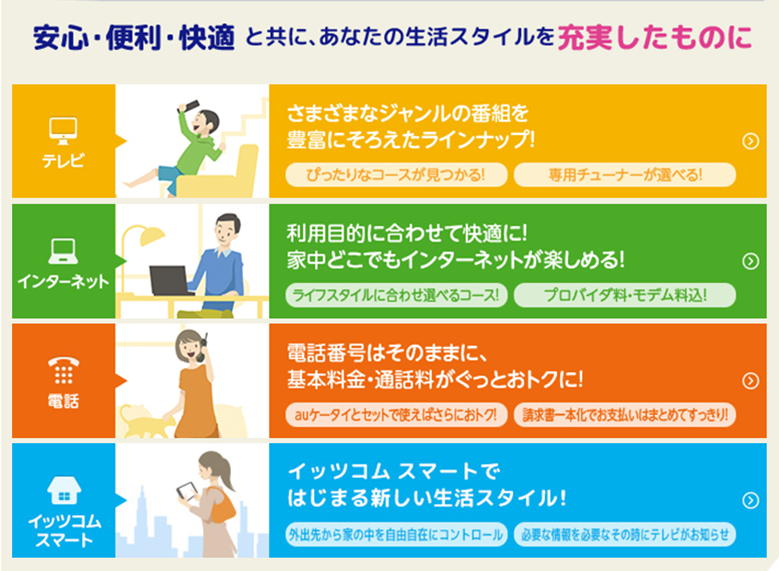 安心・便利・快適 と共に、あなたの生活スタイルを充実したものに
テレビ
さまざまなジャンルの番組を
豊富にそろえたラインナップ!
ぴったりなコースが見つかる!
専用チューナーが選べる!
インターネット
利用目的に合わせて快適に!
家中どこでもインターネットが楽しめる!
ライフスタイルに合わせ選べるコース!
プロバイダ料・モデム料込!
電話
電話番号はそのままに、
基本料金・通話料がぐっとおトクに!
auケータイとセットで使えばさらにおトク!
請求書一本化でお支払いはまとめてすっきり!
イッツコム
スマート
イッツコム スマートで
はじまる新しい生活スタイル!
外出先から家の中を自由自在にコントロール
必要な情報を必要なその時にテレビがお知らせ